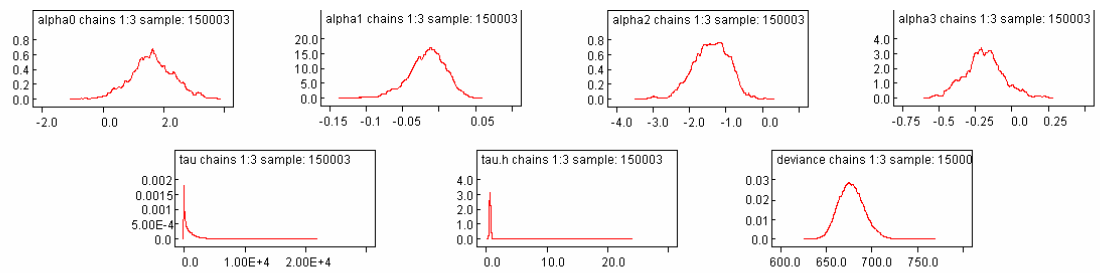 alpha0 chains 1:3 sample: 150003
0.8
0.6
0.4
0.2
0.0
-2.0 0.0 2.0
alpha1 chains 1:3 sample: 150003
20.0
15.0
10.0
5.0
0.0
-0.15 -0.1 -0.05 0.05
alpha2 chains 1:3 sample: 150003
0.8
0.6
0.4
0.2
0.0
-4.0 -3.0 -2.0 -1.0 0.0
alpha3 chains 1:3 sample: 150003
4.0
3.0
2.0
1.0
0.0
-0.75 -0.5 -0.25 0.0 0.25
tau chains 1:3 sample: 150003
0.002
0.0015
0.001
5.00E-4
0.0
0.0 1.00E+4 2.00E+4
tau.h chains 1:3 sample: 150003
4.0
3.0
2.0
1.0
0.0
0.0 10.0 20.0
deviance chains 1:3 sample: 15000
0.03
0.02
0.01
0.0
600.0 650.0 700.0 750.0